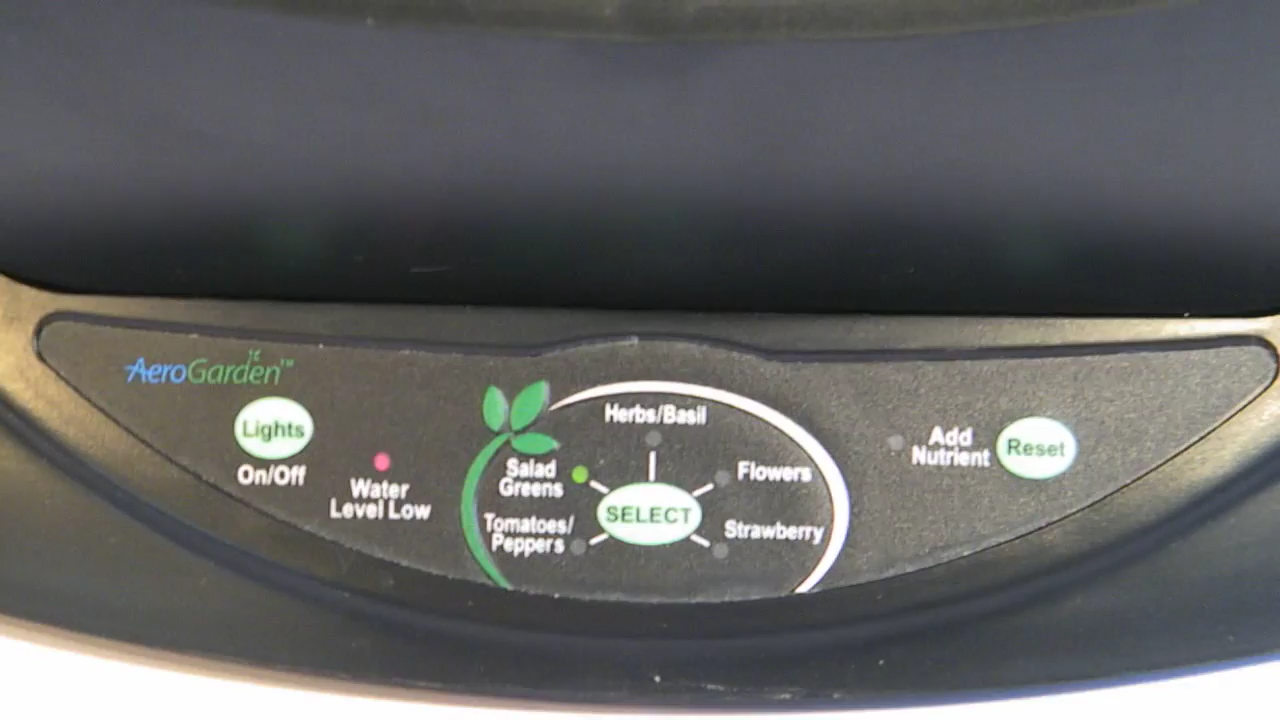 AeroGarden™
Lights
On/Off
Water
Level Low
Herbs/Basil
Salad
Greens
Flowers
SELECT
Tomatoes/
Peppers
Strawberry
Add
Nutrient
Reset